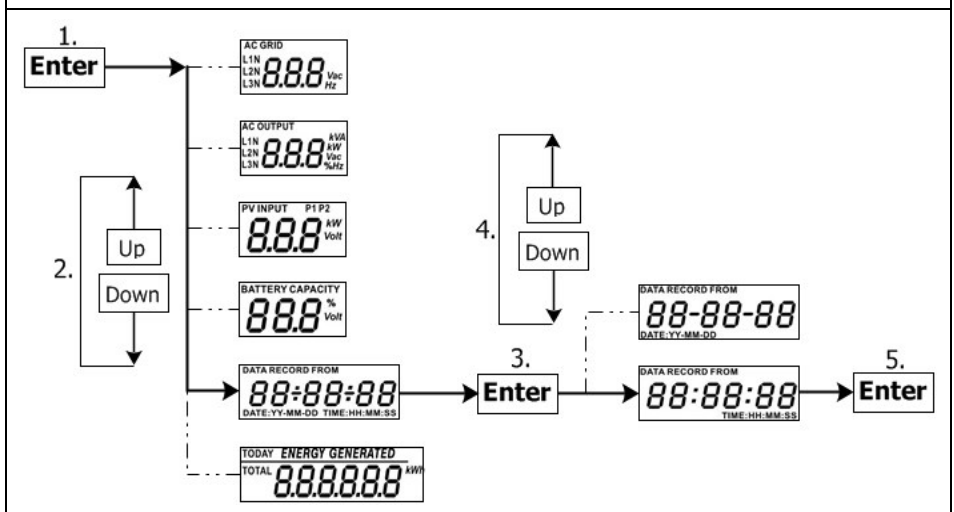 1.
Enter
AC GRID
L1N
L2N
L3N
8.8.8
Vac
Hz
AC OUTPUT
L1N
L2N
L3N
8.8.8
kVA
kW
Vac
%Hz
2.
Up
Down
PV INPUT P1 P2
8.8.8
kW
Volt
BATTERY CAPACITY
88.8
%
Volt
DATA RECORD FROM
88:88:88
DATE:YY-MM-DD TIME:HH:MM:SS
TODAY ENERGY GENERATED
TOTAL 8.8.8.8.8.8 kWh
3.
Enter
4.
Up
Down
DATA RECORD FROM
88-88-88
DATE:YY-MM-DD
DATA RECORD FROM
88:88:88
TIME:HH:MM:SS
5.
Enter